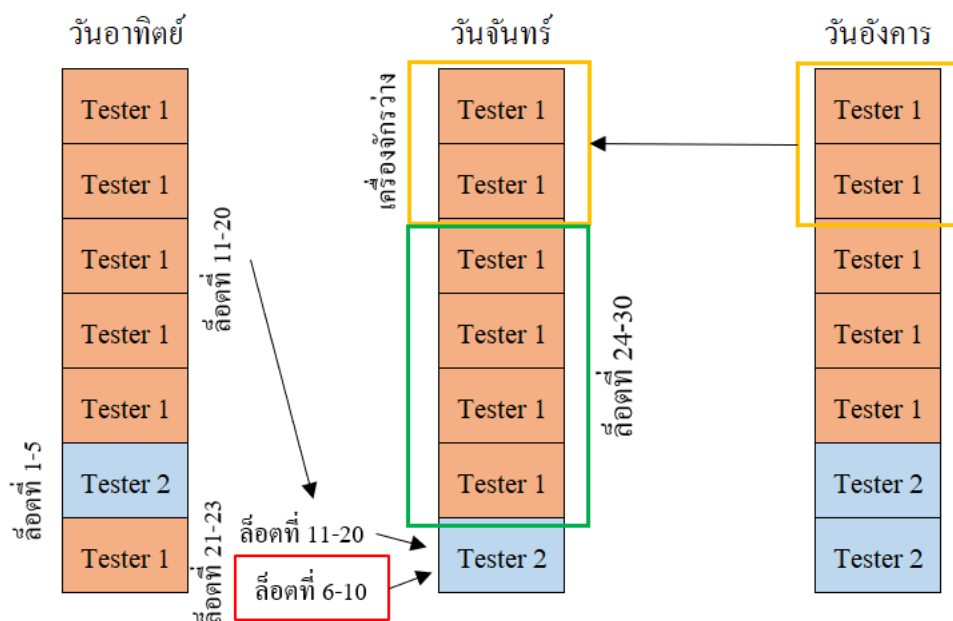 วันอาทิตย์
Tester 1
Tester 1
Tester 1
Tester 1
Tester 1
Tester 2
Tester 1
ล็อตที่ 1-5
ล็อตที่ 11-20
ล็อตที่ 21-23
ล็อตที่ 11-20
ล็อตที่ 6-10
วันจันทร์
เครื่องจักรว่าง
Tester 1
Tester 1
Tester 1
Tester 1
Tester 1
Tester 1
Tester 2
ล็อตที่ 24-30
วันอังคาร
Tester 1
Tester 1
Tester 1
Tester 1
Tester 1
Tester 2
Tester 2